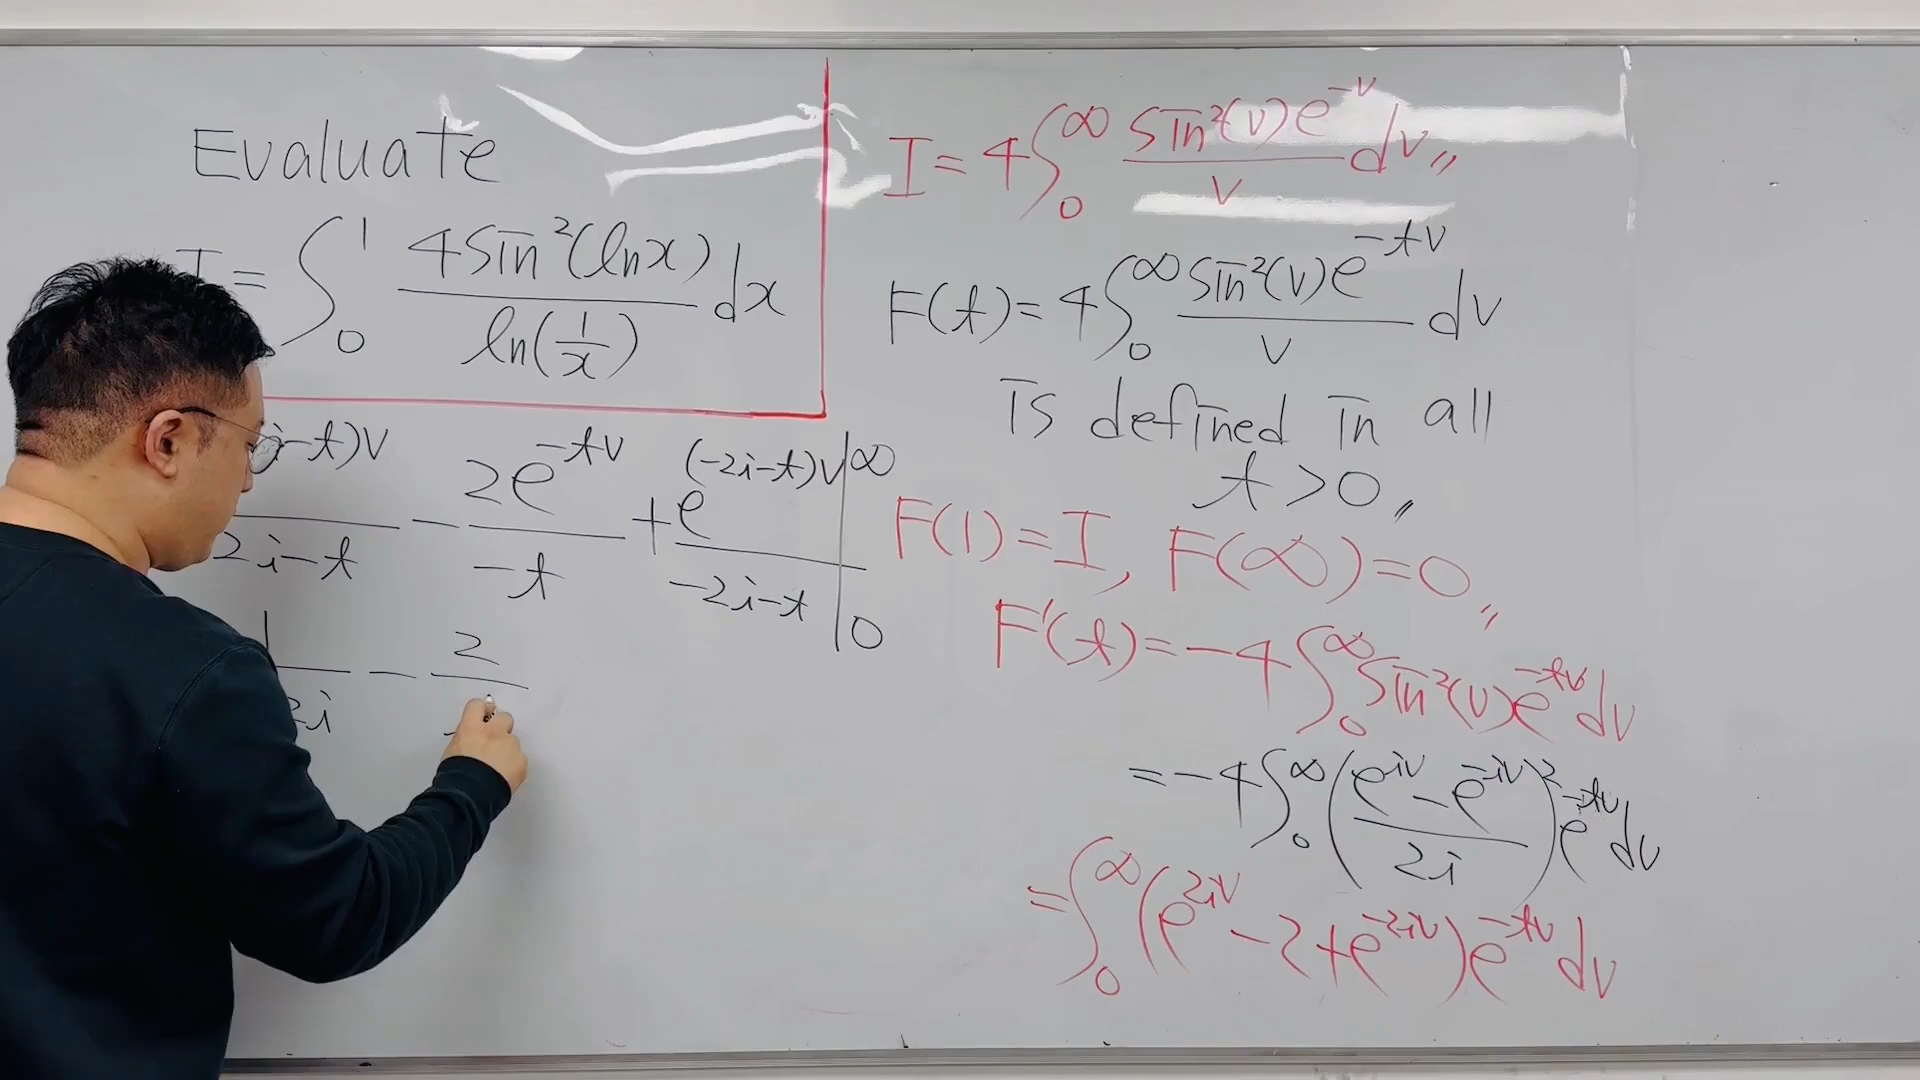 Evaluate
I = ∫₀¹ 4sin²(lnx) / ln(1/x) dx
i-t)v / 2i-t - 2e^{-tv} / -t + e^{(-2i-t)v} / -2i-t |₀^∞
1 / 2i - 2 /
I = 4∫₀^∞ sin²(v)e^{-v} / v dv,,
F(t) = 4∫₀^∞ sin²(v)e^{-tv} / v dv
is defined in all
t > 0,
F(1) = I, F(∞) = 0,,
F'(t) = -4∫₀^∞ sin²(v)e^{-tv}dv
= -4∫₀^∞ (e^{iv} - e^{-iv} / 2i)² e^{-tv}dv
= ∫₀^∞ (e^{2iv} - 2 + e^{-2iv})e^{-tv}dv